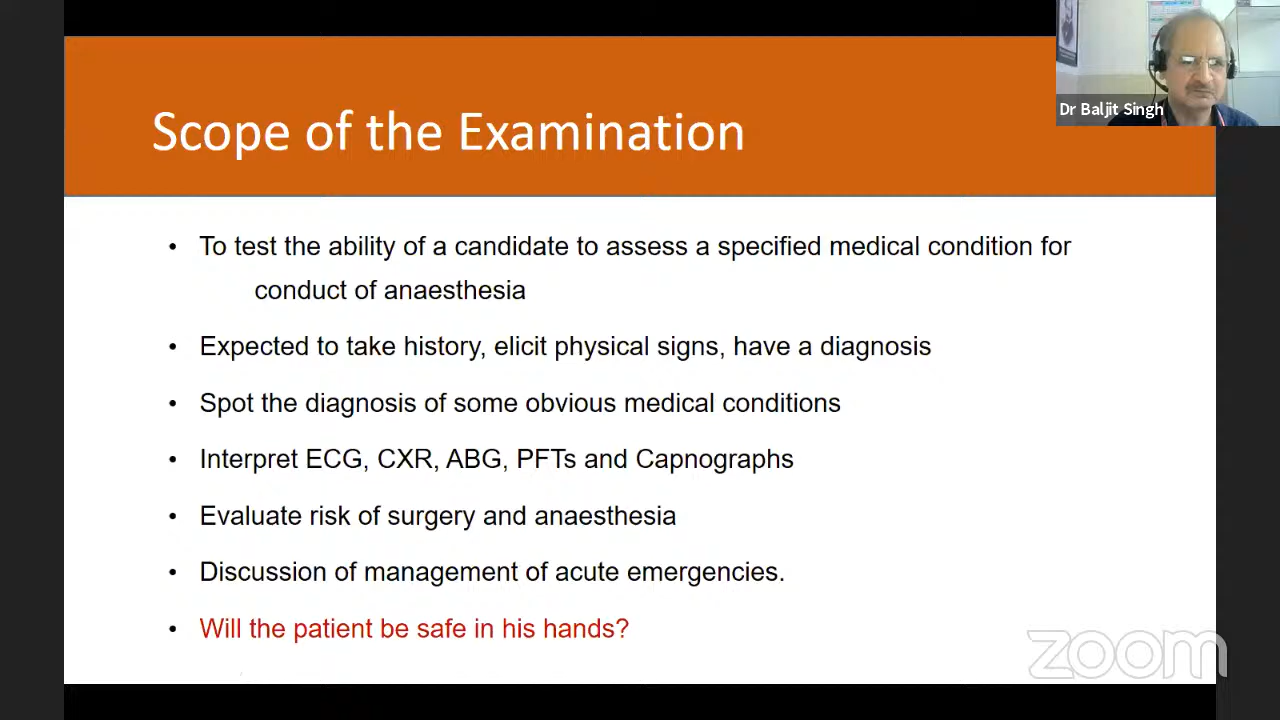 Dr Baljit Singh
Scope of the Examination
• To test the ability of a candidate to assess a specified medical condition for
conduct of anaesthesia
• Expected to take history, elicit physical signs, have a diagnosis
• Spot the diagnosis of some obvious medical conditions
• Interpret ECG, CXR, ABG, PFTs and Capnographs
• Evaluate risk of surgery and anaesthesia
• Discussion of management of acute emergencies.
• Will the patient be safe in his hands?
zoom